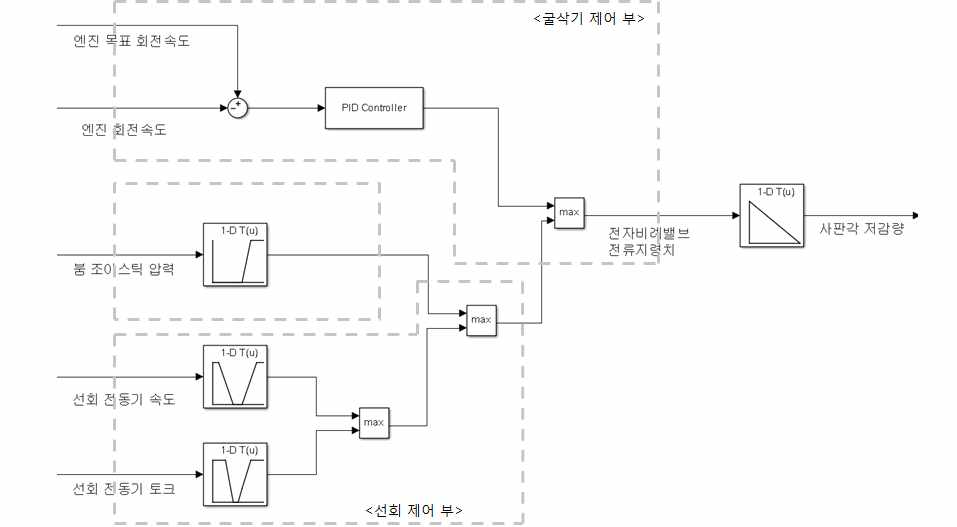 <굴삭기 제어 부>
엔진 목표 회전속도
엔진 회전속도
PID Controller
max
전자비례밸브
전류지령치
1-D T(u)
사판각 저감량
1-D T(u)
붐 조이스틱 압력
max
1-D T(u)
선회 전동기 속도
max
1-D T(u)
선회 전동기 토크
<선회 제어 부>